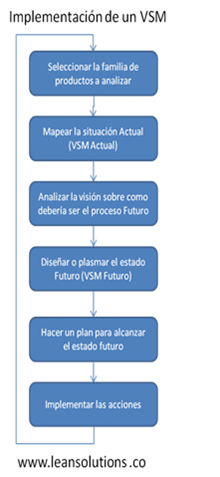 Implementación de un VSM
Seleccionar la familia de
productos a analizar
Mapear la situación Actual
(VSM Actual)
Analizar la visión sobre como
debería ser el proceso Futuro
Diseñar o plasmar el estado
Futuro (VSM Futuro)
Hacer un plan para alcanzar
el estado futuro
Implementar las acciones
www.leansolutions.co